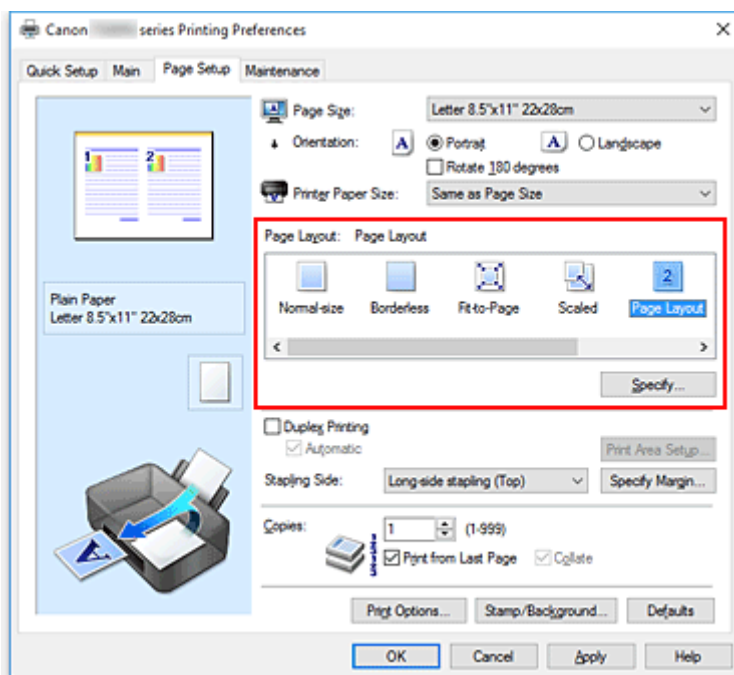 Canon series Printing Preferences
Quick Setup Main Page Setup Maintenance
1 2
Plain Paper
Letter 8.5"x11" 22x28cm
Page Size: Letter 8.5"x11" 22x28cm
Orientation: A Portrait A Landscape
Rotate 180 degrees
Printer Paper Size: Same as Page Size
Page Layout: Page Layout
2
Normal-size Borderless Fit-to-Page Scaled Page Layout
Specify...
Duplex Printing
Automatic Print Area Setup...
Stapling Side: Long-side stapling (Top) Specify Margin...
Copies: 1 (1-999)
Print from Last Page Collate
A
Print Options... Stamp/Background... Defaults
OK Cancel Apply Help